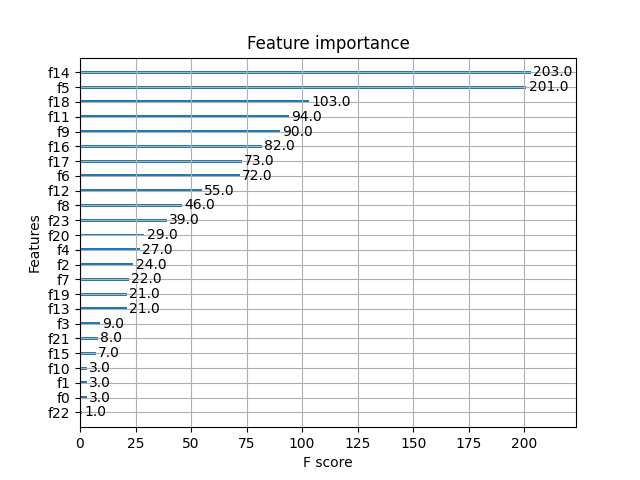 Feature importance
Features
f14 203.0
f5 201.0
f18 103.0
f11 94.0
f9 90.0
f16 82.0
f17 73.0
f6 72.0
f12 55.0
f8 46.0
f23 39.0
f20 29.0
f4 27.0
f2 24.0
f7 22.0
f19 21.0
f13 21.0
f3 9.0
f21 8.0
f15 7.0
f10 3.0
f1 3.0
f0 3.0
f22 1.0
0 25 50 75 100 125 150 175 200
F score